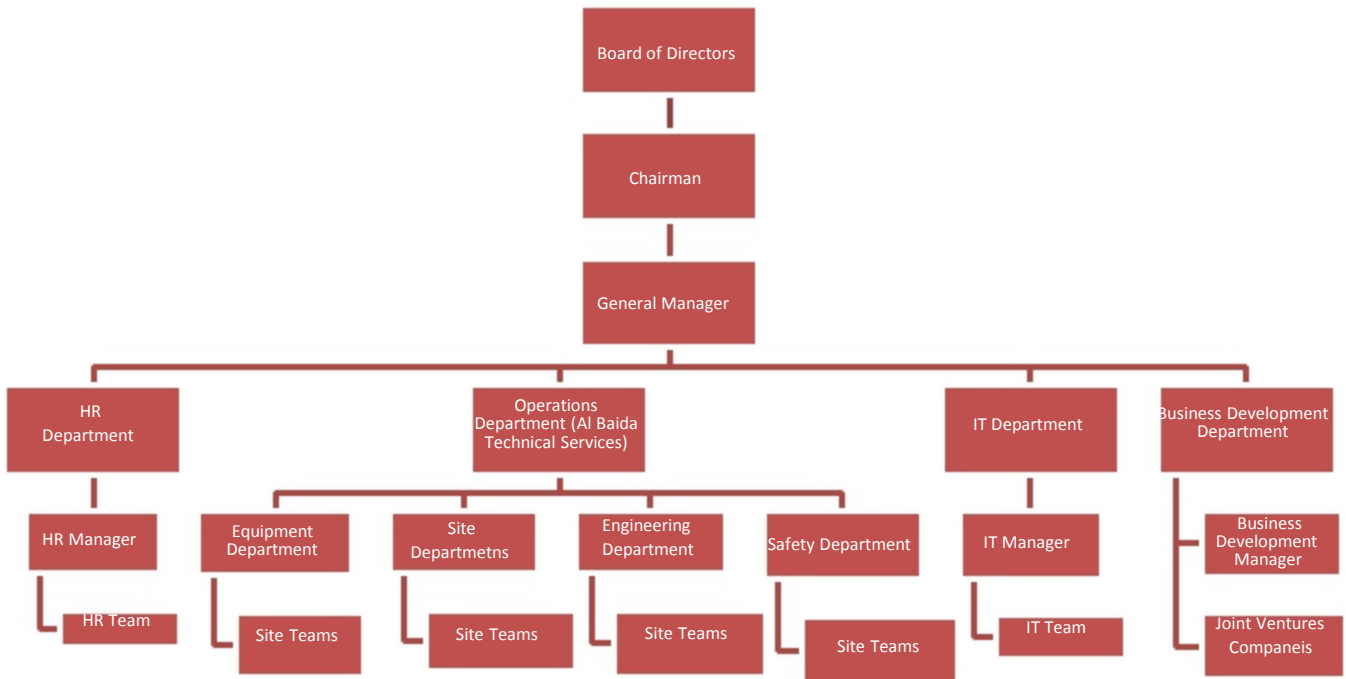 Board of Directors
Chairman
General Manager
HR
Department
Operations
Department (Al Baida
Technical Services)
IT Department
Business Development
Department
HR Manager
Equipment
Department
Site
Departmetns
Engineering
Department
Safety Department
IT Manager
Business
Development
Manager
HR Team
Site Teams
Site Teams
Site Teams
Site Teams
IT Team
Joint Ventures
Companeis